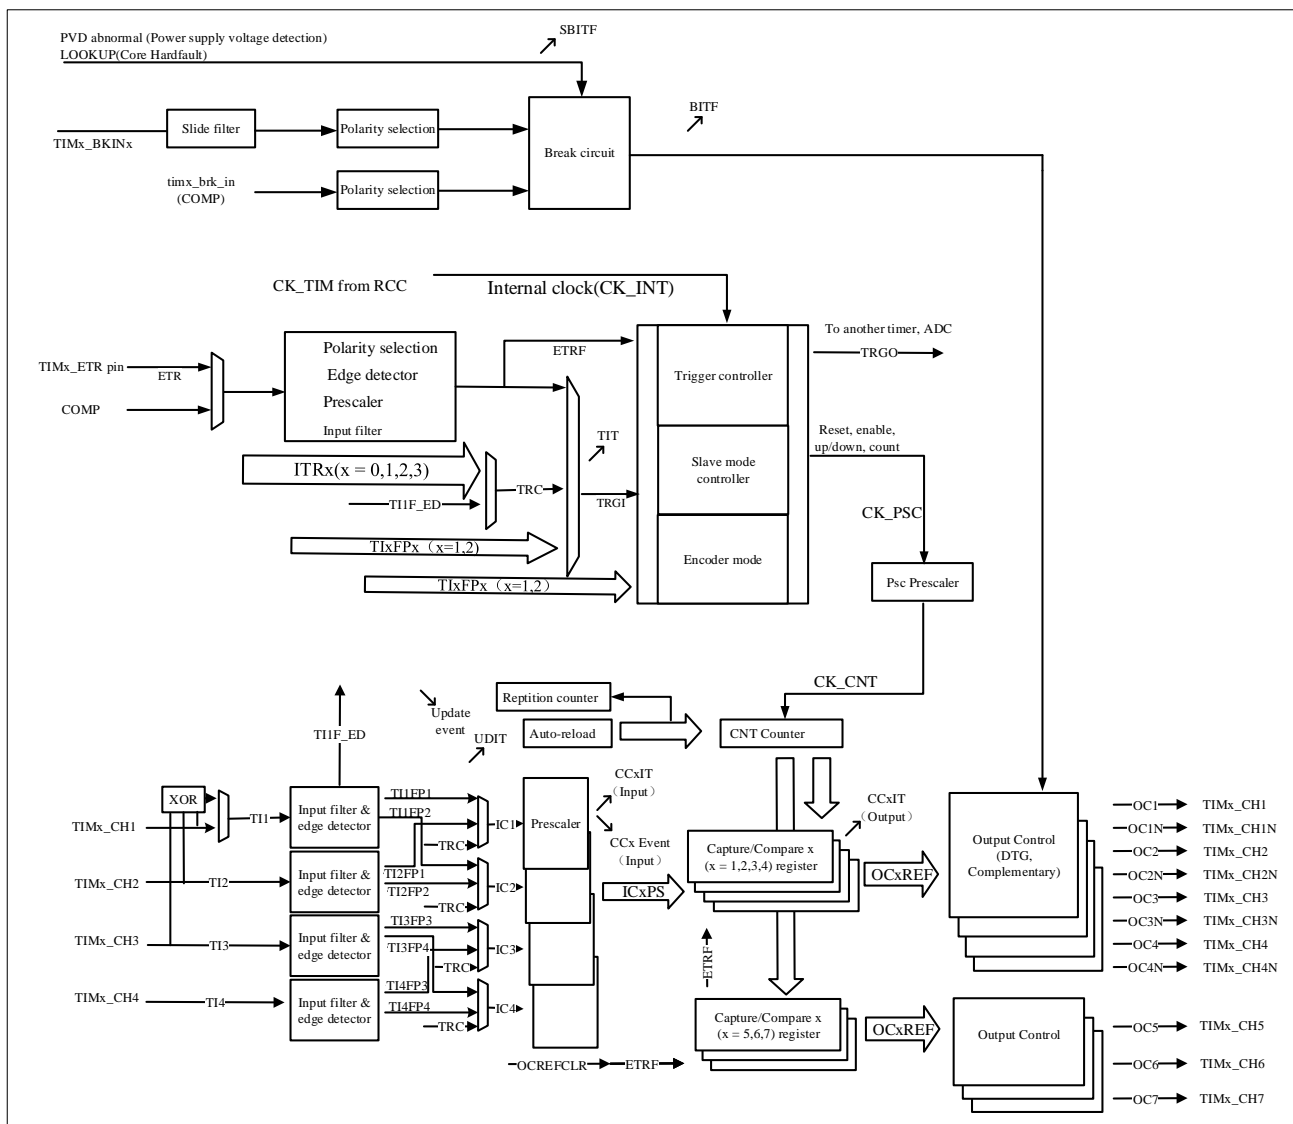 PVD abnormal (Power supply voltage detection)
LOOKUP(Core Hardfault)
SBITF
BITF
TIMx_BKINx
Slide filter
Polarity selection
Break circuit
timx_brk_in
(COMP)
Polarity selection
CK_TIM from RCC
Internal clock(CK_INT)
TIMx_ETR pin
ETR
COMP
Polarity selection
Edge detector
Prescaler
Input filter
ETRF
Trigger controller
To another timer, ADC
TRGO
ITRx(x = 0,1,2,3)
TI1F_ED
TRC
TIT
TRGI
Slave mode
controller
Reset, enable,
up/down, count
CK_PSC
TIxFPx（x=1,2）
TIxFPx（x=1,2）
Encoder mode
Psc Prescaler
CK_CNT
Reptition counter
Auto-reload
CNT Counter
Update
event
UDIT
TI1F_ED
XOR
TIMx_CH1
TI1
Input filter &
edge detector
TI1FP1
TI1FP2
TRC
IC1
Prescaler
CCxIT
(Input)
CCx Event
(Input)
CCxIT
(Output)
TIMx_CH2
TI2
Input filter &
edge detector
TI2FP1
TI2FP2
TRC
IC2
ICxPS
Capture/Compare x
(x = 1,2,3,4) register
OCxREF
Output Control
(DTG,
Complementary)
OC1
TIMx_CH1
OC1N
TIMx_CH1N
OC2
TIMx_CH2
OC2N
TIMx_CH2N
OC3
TIMx_CH3
OC3N
TIMx_CH3N
OC4
TIMx_CH4
OC4N
TIMx_CH4N
TIMx_CH3
TI3
Input filter &
edge detector
TI3FP3
TI3FP4
TRC
IC3
ETRF
TIMx_CH4
TI4
Input filter &
edge detector
TI4FP3
TI4FP4
TRC
IC4
OCREFCLR
ETRF
Capture/Compare x
(x = 5,6,7) register
OCxREF
Output Control
OC5
TIMx_CH5
OC6
TIMx_CH6
OC7
TIMx_CH7